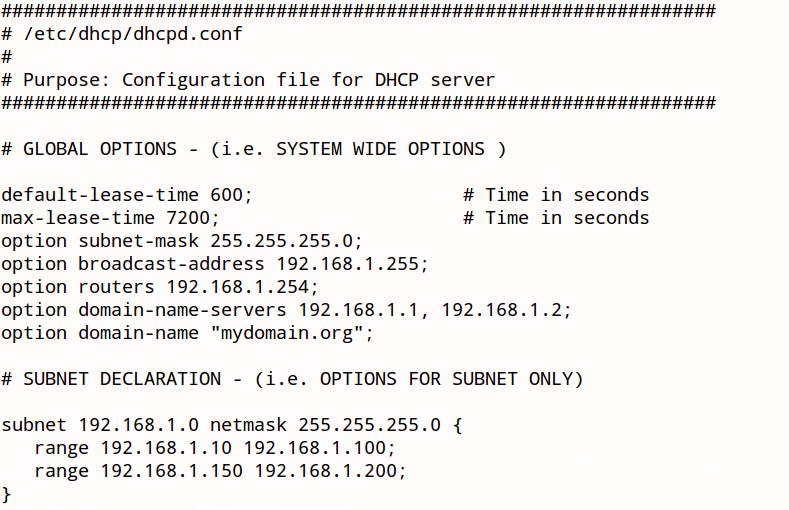 #################################################################
# /etc/dhcp/dhcpd.conf
#
# Purpose: Configuration file for DHCP server
#################################################################
# GLOBAL OPTIONS - (i.e. SYSTEM WIDE OPTIONS )
default-lease-time 600; # Time in seconds
max-lease-time 7200; # Time in seconds
option subnet-mask 255.255.255.0;
option broadcast-address 192.168.1.255;
option routers 192.168.1.254;
option domain-name-servers 192.168.1.1, 192.168.1.2;
option domain-name "mydomain.org";
# SUBNET DECLARATION - (i.e. OPTIONS FOR SUBNET ONLY)
subnet 192.168.1.0 netmask 255.255.255.0 {
   range 192.168.1.10 192.168.1.100;
   range 192.168.1.150 192.168.1.200;
}